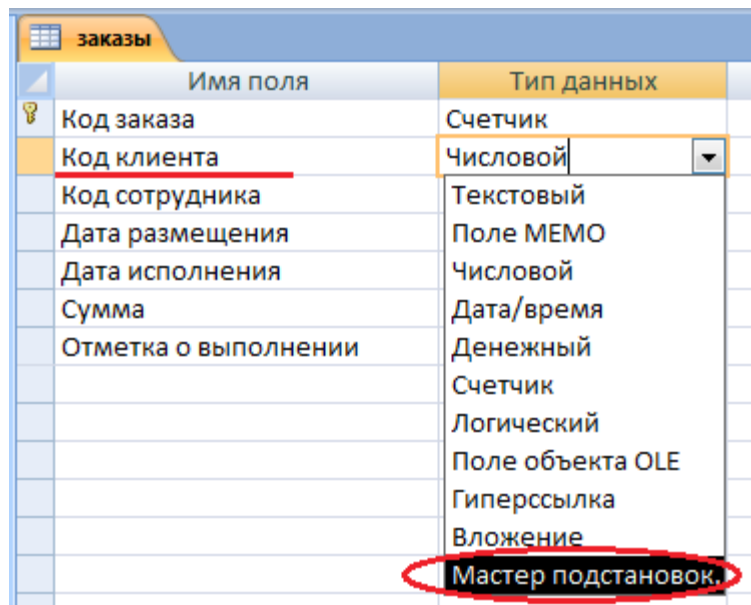 заказы
Имя поля Тип данных
Код заказа Счетчик
Код клиента Числовой
Код сотрудника Текстовый
Дата размещения Поле МЕМО
Дата исполнения Числовой
Сумма Дата/время
Отметка о выполнении Денежный
Счетчик
Логический
Поле объекта OLE
Гиперссылка
Вложение
Мастер подстановок.